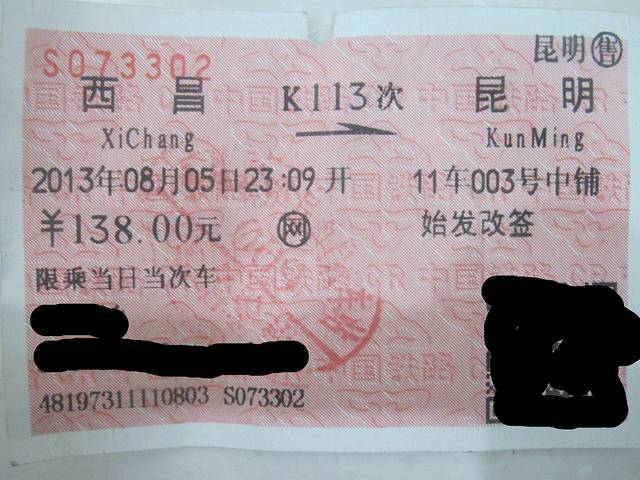 S073302
昆明售
西昌 K113次 昆明
XiChang KunMing
2013年08月05日23:09开 11车003号中铺
￥138.00元 网 始发改签
限乘当日当次车
48197311110803 S073302